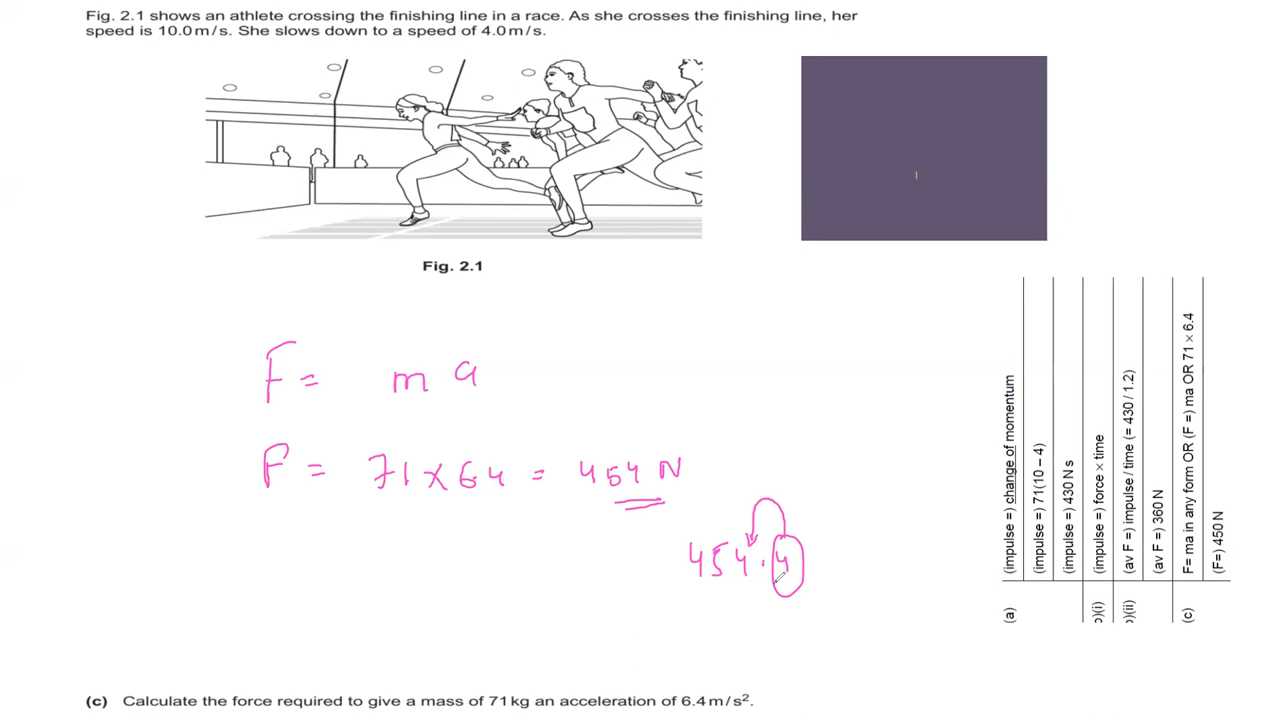 Fig. 2.1 shows an athlete crossing the finishing line in a race. As she crosses the finishing line, her
speed is 10.0 m/s. She slows down to a speed of 4.0 m/s.
Fig. 2.1
F = m a
F = 71 × 64 = 454 N
454.4
(a) (impulse =) change of momentum
(impulse =) 71(10 – 4)
(impulse =) 430 N s
b)(i) (impulse =) force × time
b)(ii) (av F =) impulse / time (= 430 / 1.2)
(av F =) 360 N
(c) F= ma in any form OR (F =) ma OR 71 × 6.4
(F=) 450 N
(c) Calculate the force required to give a mass of 71 kg an acceleration of 6.4 m/s².